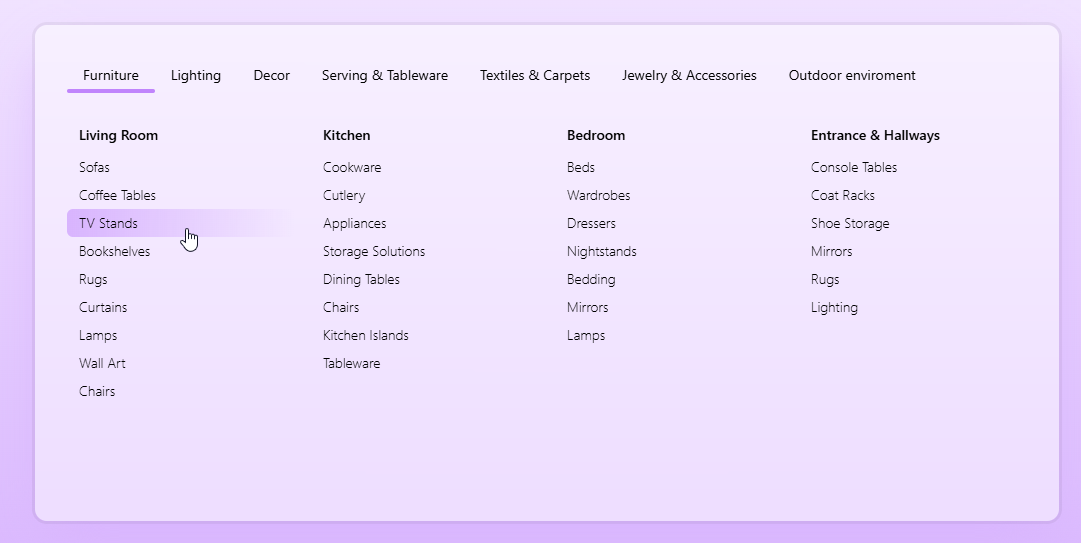 Furniture Lighting Decor Serving & Tableware Textiles & Carpets Jewelry & Accessories Outdoor enviroment
Living Room
Sofas
Coffee Tables
TV Stands
Bookshelves
Rugs
Curtains
Lamps
Wall Art
Chairs
Kitchen
Cookware
Cutlery
Appliances
Storage Solutions
Dining Tables
Chairs
Kitchen Islands
Tableware
Bedroom
Beds
Wardrobes
Dressers
Nightstands
Bedding
Mirrors
Lamps
Entrance & Hallways
Console Tables
Coat Racks
Shoe Storage
Mirrors
Rugs
Lighting